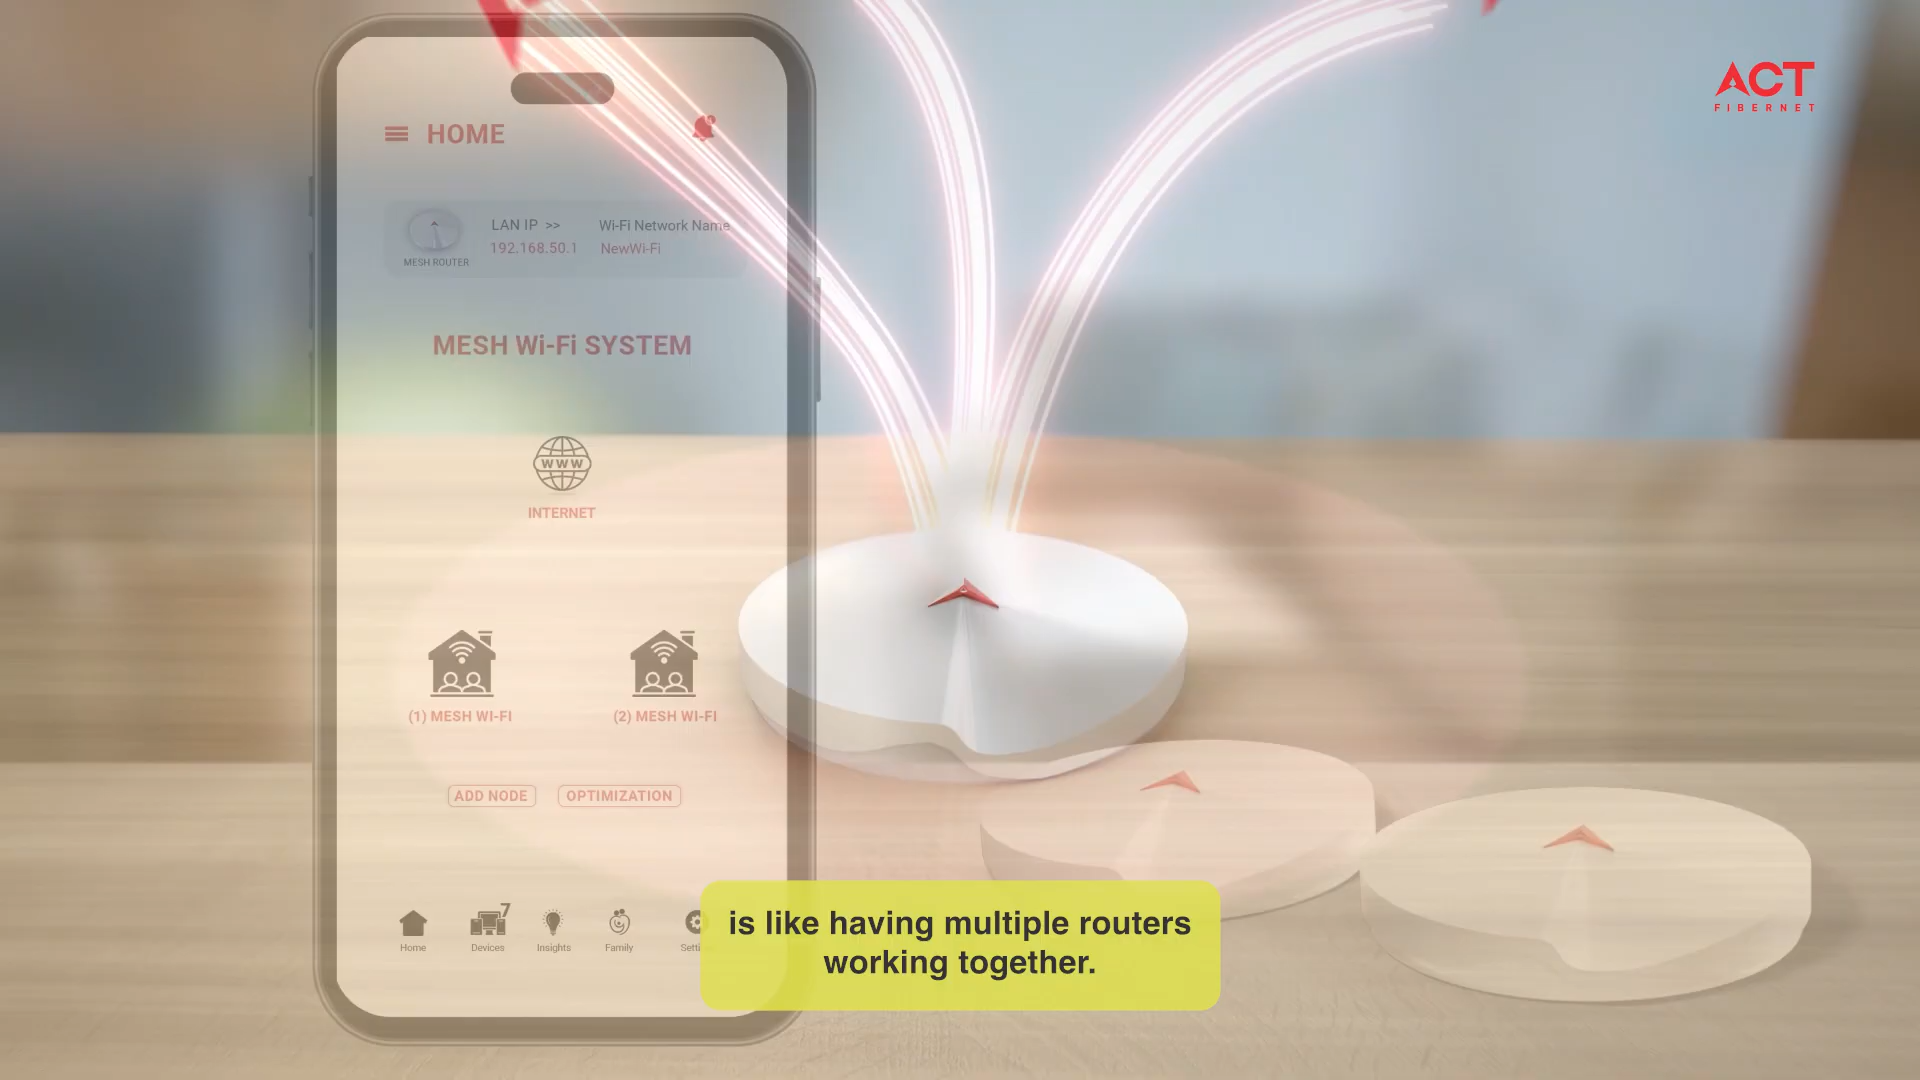 ACT
FIBERNET
HOME
LAN IP >>
Wi-Fi Network Name
192.168.50.1
NewWi-Fi
MESH ROUTER
MESH Wi-Fi SYSTEM
WWW
INTERNET
(1) MESH WI-FI
(2) MESH WI-FI
ADD NODE
OPTIMIZATION
7
Home
Devices
Insights
Family
Setti
is like having multiple routers
working together.